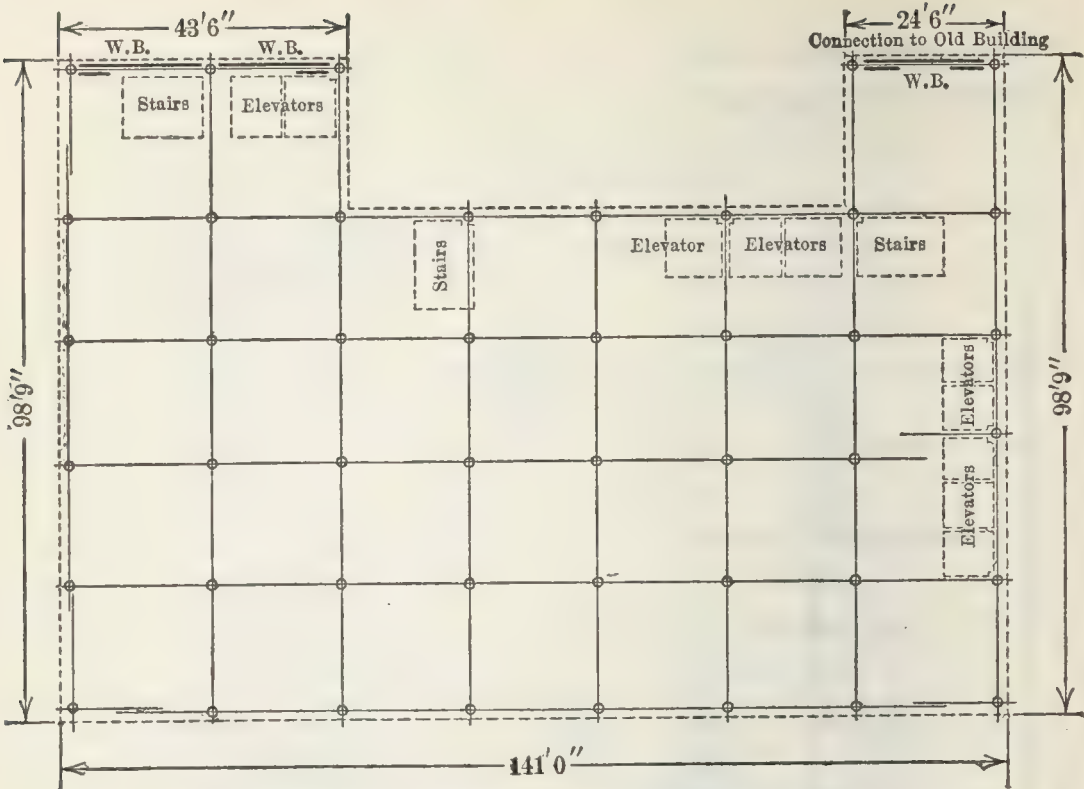 43'6"
24'6"
W.B.
W.B.
Connection to Old Building
W.B.
Stairs
Elevators
Stairs
Elevator
Elevators
Stairs
Elevators
Elevators
98'9"
98'9"
141'0"